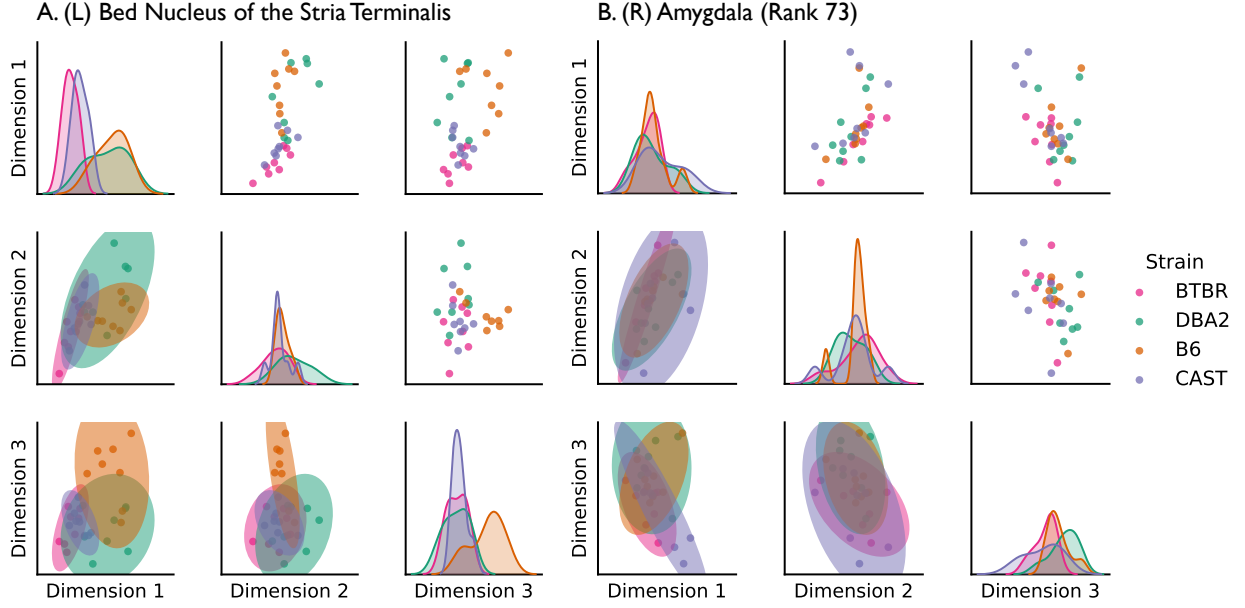 A. (L) Bed Nucleus of the Stria Terminalis
B. (R) Amygdala (Rank 73)
Dimension 1
Dimension 1
Dimension 2
Dimension 2
Strain
BTBR
DBA2
B6
CAST
Dimension 3
Dimension 3
Dimension 1
Dimension 2
Dimension 3
Dimension 1
Dimension 2
Dimension 3